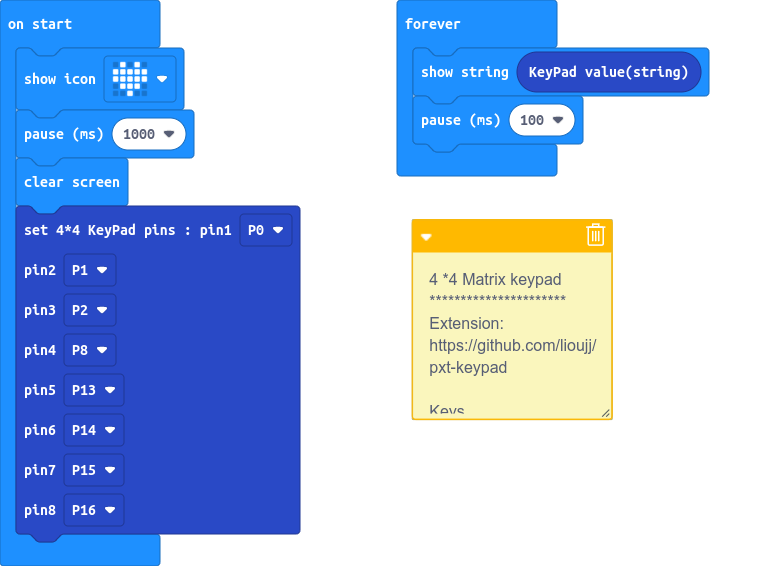 on start
show icon
pause (ms) 1000
clear screen
set 4*4 KeyPad pins : pin1 P0
pin2 P1
pin3 P2
pin4 P8
pin5 P13
pin6 P14
pin7 P15
pin8 P16
forever
show string KeyPad value(string)
pause (ms) 100
4 *4 Matrix keypad
**********************
Extension:
https://github.com/lioujj/
pxt-keypad
Keys